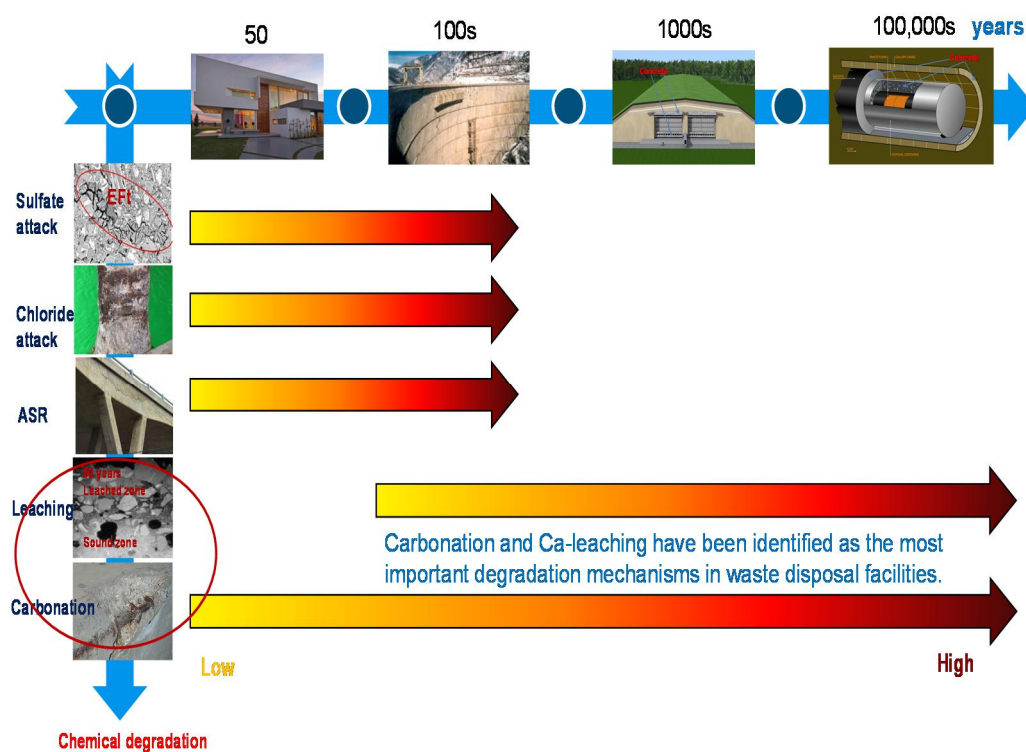 50
100s
1000s
100,000s
years
Concrete
Concrete
Sulfate
attack
EFt
Chloride
attack
ASR
Leaching
Leached zone
Sound zone
Carbonation and Ca-leaching have been identified as the most
important degradation mechanisms in waste disposal facilities.
Carbonation
Low
High
Chemical degradation